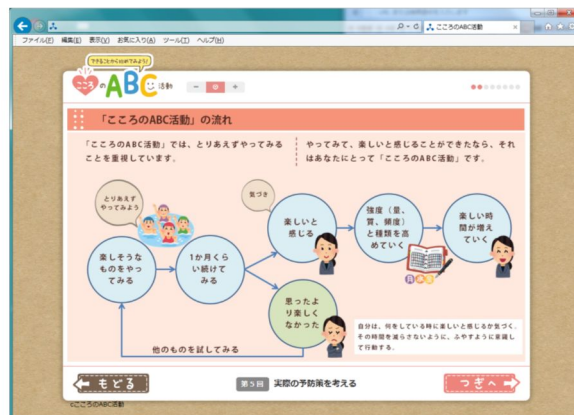 こころのABC活動
ファイル(F) 編集(E) 表示(V) お気に入り(A) ツール(T) ヘルプ(H)
できることからはじめてみよう!
こころのABC活動
「こころのABC活動」の流れ
「こころのABC活動」では、とりあえずやってみる
ことを重視しています。
やってみて、楽しいと感じることができたなら、それ
はあなたにとって「こころのABC活動」です。
とりあえず
やってみよう
気づき
楽しそうな
ものをやっ
てみる
1か月くら
い続けて
みる
楽しいと
感じる
強度(量、
質、頻度)
と種類を高
めていく
楽しい時
間が増え
ていく
思ったよ
り楽しく
なかった
他のものを試してみる
自分は、何をしている時に楽しいと感じるか気づく。
その時間を減らさないように、ふやすように意識し
て行動する。
もどる
第5回 実際の予防策を考える
つぎへ
cこころのABC活動